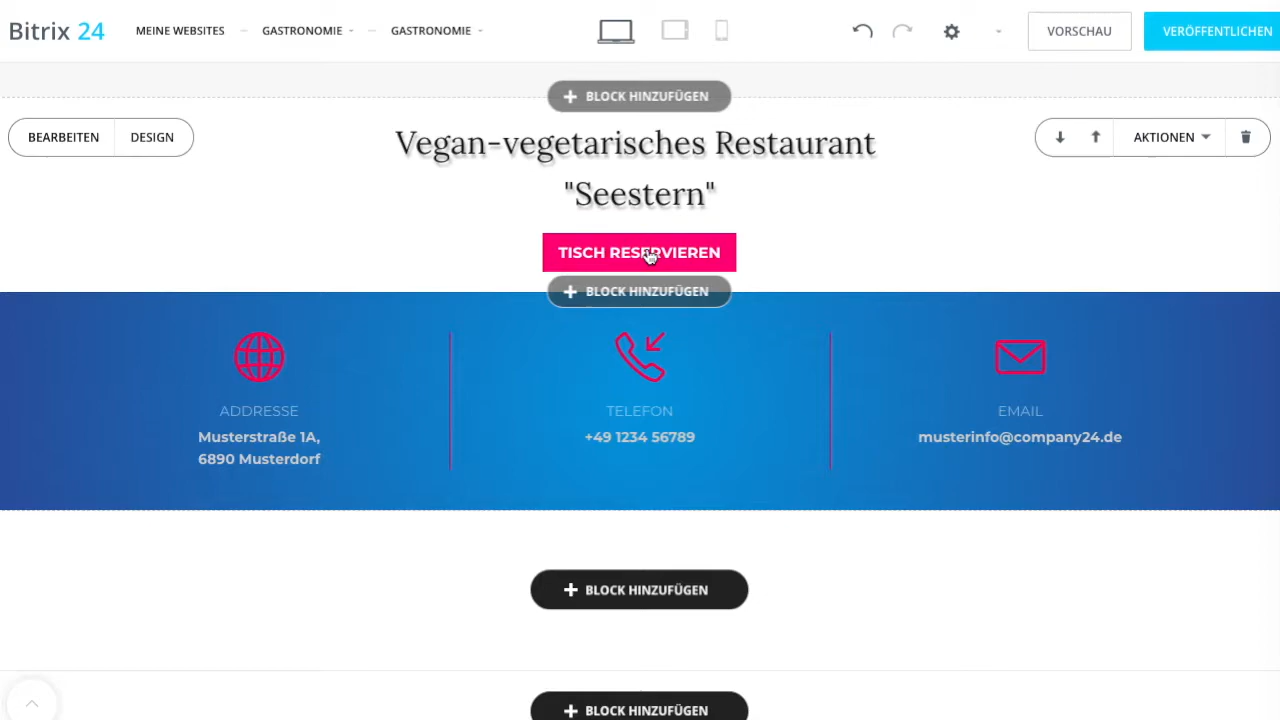 Bitrix 24
MEINE WEBSITES – GASTRONOMIE – GASTRONOMIE
VORSCHAU
VERÖFFENTLICHEN
+ BLOCK HINZUFÜGEN
BEARBEITEN DESIGN
AKTIONEN
Vegan-vegetarisches Restaurant
"Seestern"
TISCH RESERVIEREN
+ BLOCK HINZUFÜGEN
ADDRESSE
Musterstraße 1A,
6890 Musterdorf
TELEFON
+49 1234 56789
EMAIL
musterinfo@company24.de
+ BLOCK HINZUFÜGEN
+ BLOCK HINZUFÜGEN